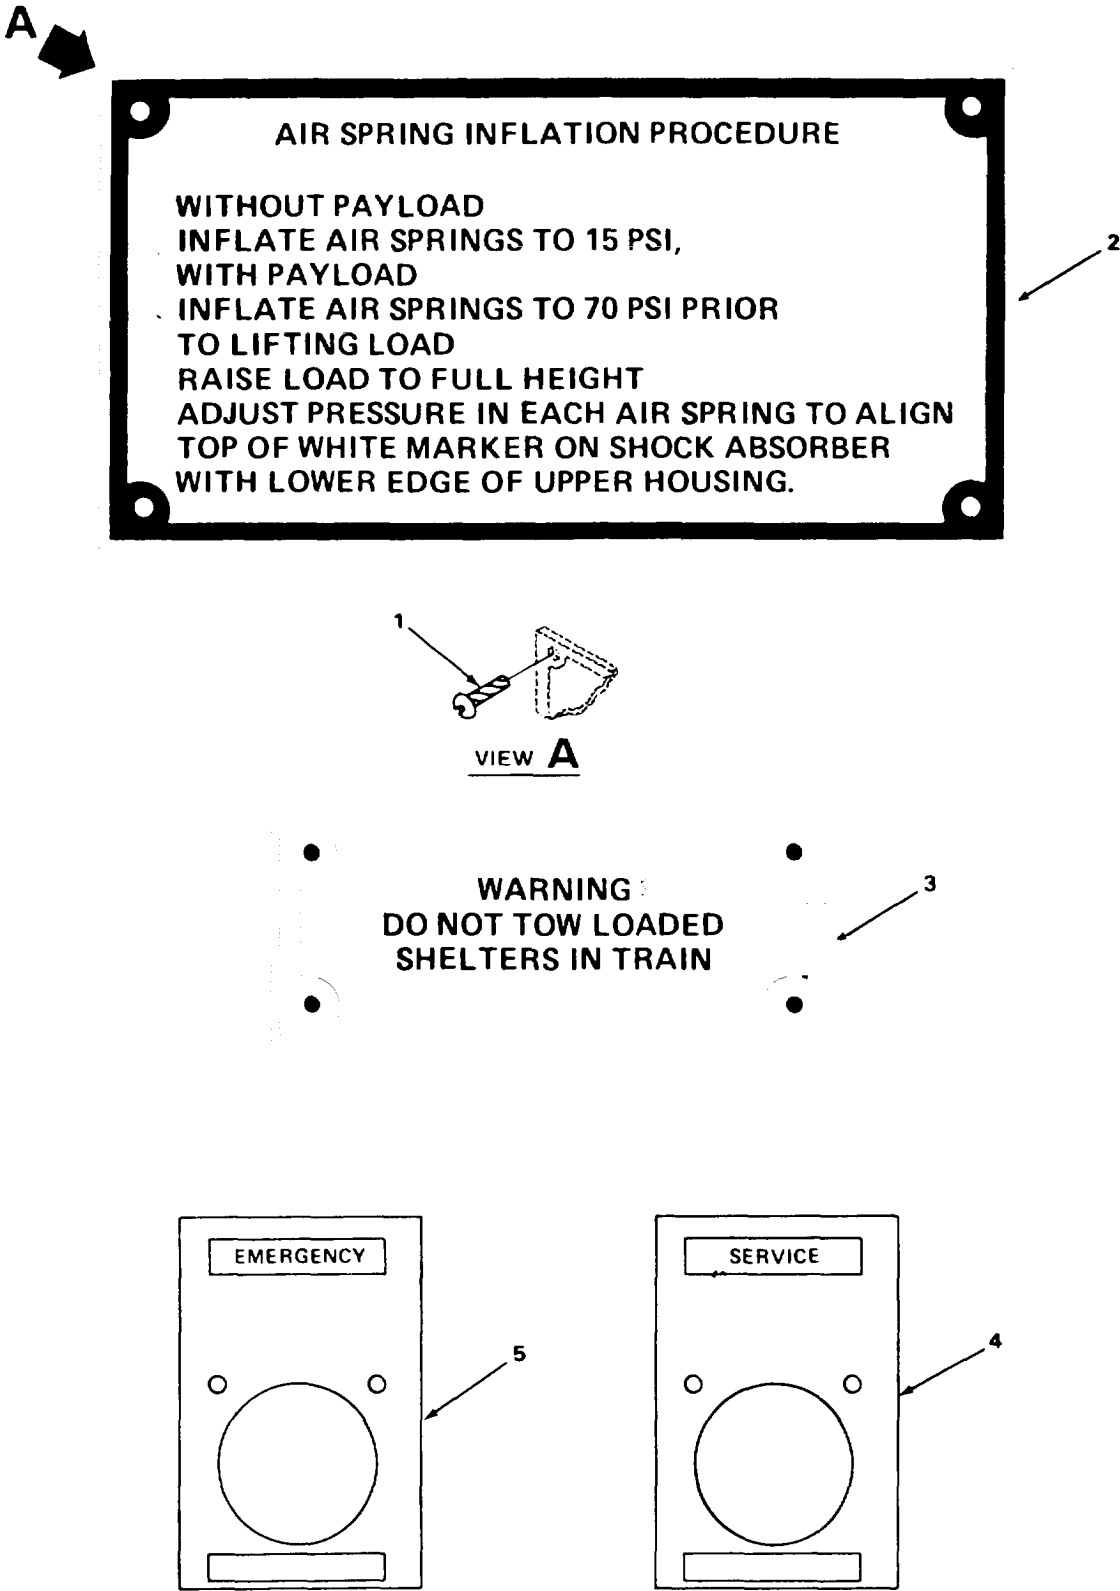 A
AIR SPRING INFLATION PROCEDURE
WITHOUT PAYLOAD
INFLATE AIR SPRINGS TO 15 PSI,
WITH PAYLOAD
INFLATE AIR SPRINGS TO 70 PSI PRIOR
TO LIFTING LOAD
RAISE LOAD TO FULL HEIGHT
ADJUST PRESSURE IN EACH AIR SPRING TO ALIGN
TOP OF WHITE MARKER ON SHOCK ABSORBER
WITH LOWER EDGE OF UPPER HOUSING.
2
1
VIEW A
WARNING
DO NOT TOW LOADED
SHELTERS IN TRAIN
3
EMERGENCY
5
SERVICE
4